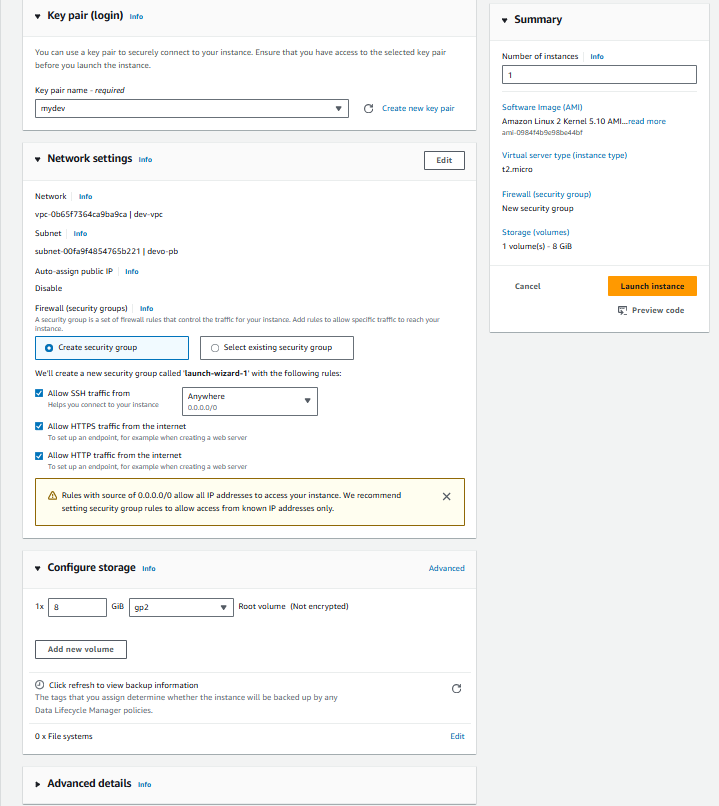 Key pair (login) Info
You can use a key pair to securely connect to your instance. Ensure that you have access to the selected key pair
before you launch the instance.
Key pair name - required
mydev
Create new key pair
Network settings Info
Edit
Network Info
vpc-0b65f7364ca9ba9ca | dev-vpc
Subnet Info
subnet-00fa9f4854765b221 | devo-pb
Auto-assign public IP Info
Disable
Firewall (security groups) Info
A security group is a set of firewall rules that control the traffic for your instance. Add rules to allow specific traffic to reach your
instance.
Create security group
Select existing security group
We'll create a new security group called 'launch-wizard-1' with the following rules:
Allow SSH traffic from
Helps you connect to your instance
Anywhere
0.0.0.0/0
Allow HTTPS traffic from the internet
To set up an endpoint, for example when creating a web server
Allow HTTP traffic from the internet
To set up an endpoint, for example when creating a web server
Rules with source of 0.0.0.0/0 allow all IP addresses to access your instance. We recommend
setting security group rules to allow access from known IP addresses only.
Configure storage Info
Advanced
1x 8 GiB gp2 Root volume (Not encrypted)
Add new volume
Click refresh to view backup information
The tags that you assign determine whether the instance will be backed up by any
Data Lifecycle Manager policies.
0 x File systems
Edit
Advanced details Info
Summary
Number of instances Info
1
Software Image (AMI)
Amazon Linux 2 Kernel 5.10 AMI...read more
ami-0984f4b9e98be44bf
Virtual server type (instance type)
t2.micro
Firewall (security group)
New security group
Storage (volumes)
1 volume(s) - 8 GiB
Cancel
Launch instance
Preview code